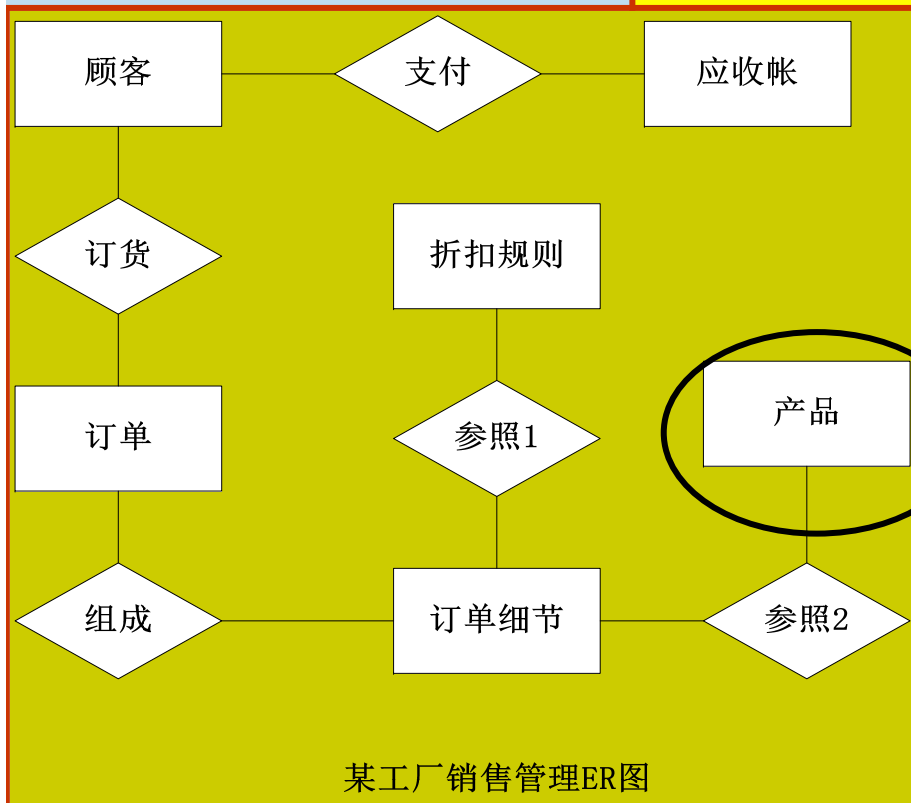 顾客
支付
应收帐
订货
折扣规则
订单
参照1
产品
组成
订单细节
参照2
某工厂销售管理ER图